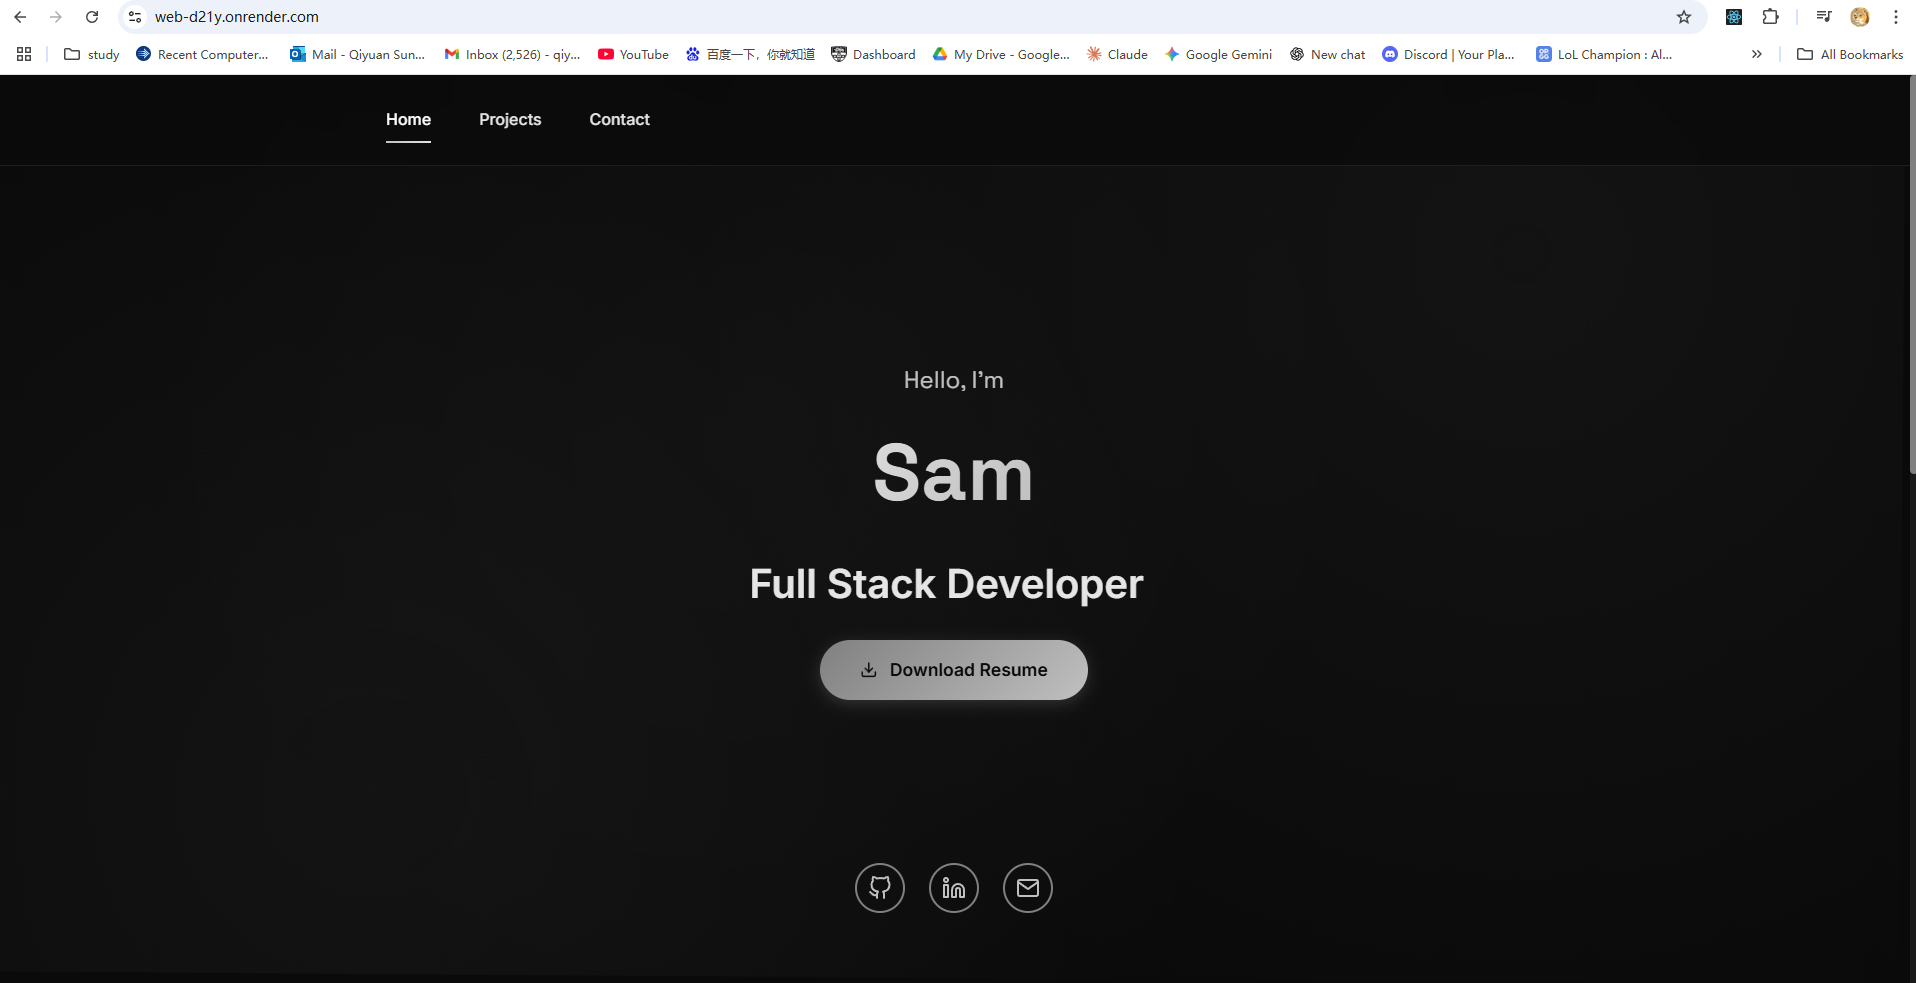 web-d21y.onrender.com
study
Recent Computer...
Mail - Qiyuan Sun...
Inbox (2,526) - qiy...
YouTube
百度一下，你就知道
Dashboard
My Drive - Google...
Claude
Google Gemini
New chat
Discord | Your Pla...
LoL Champion : Al...
All Bookmarks
Home
Projects
Contact
Hello, I’m
Sam
Full Stack Developer
Download Resume